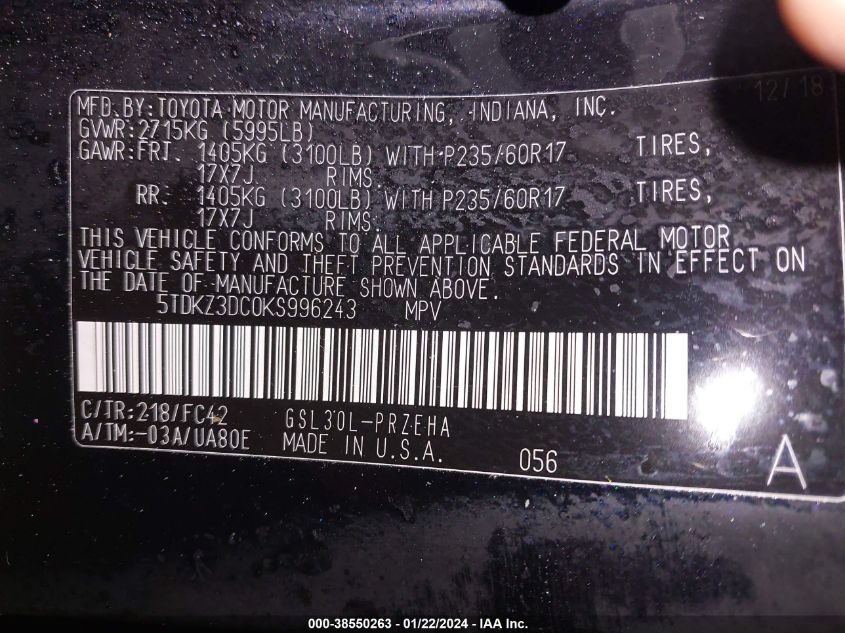 12/18
MFD.BY:TOYOTA MOTOR MANUFACTURING, INDIANA, INC.
GVWR:2715KG (5995LB)
GAWR:FRT. 1405KG (3100LB) WITH P235/60R17 TIRES,
17X7J. RIMS.
RR. 1405KG (3100LB) WITH P235/60R17 TIRES,
17X7J RIMS.
THIS VEHICLE CONFORMS TO ALL APPLICABLE FEDERAL MOTOR
VEHICLE SAFETY AND THEFT PREVENTION STANDARDS IN EFFECT ON
THE DATE OF MANUFACTURE SHOWN ABOVE.
5TDKZ3DC0KS996243 MPV
C/TR:218/FC42 GSL30L-PRZEHA
A/TM:-03A/UA80E MADE IN U.S.A. 056 A
000-38550263 - 01/22/2024 - IAA Inc.